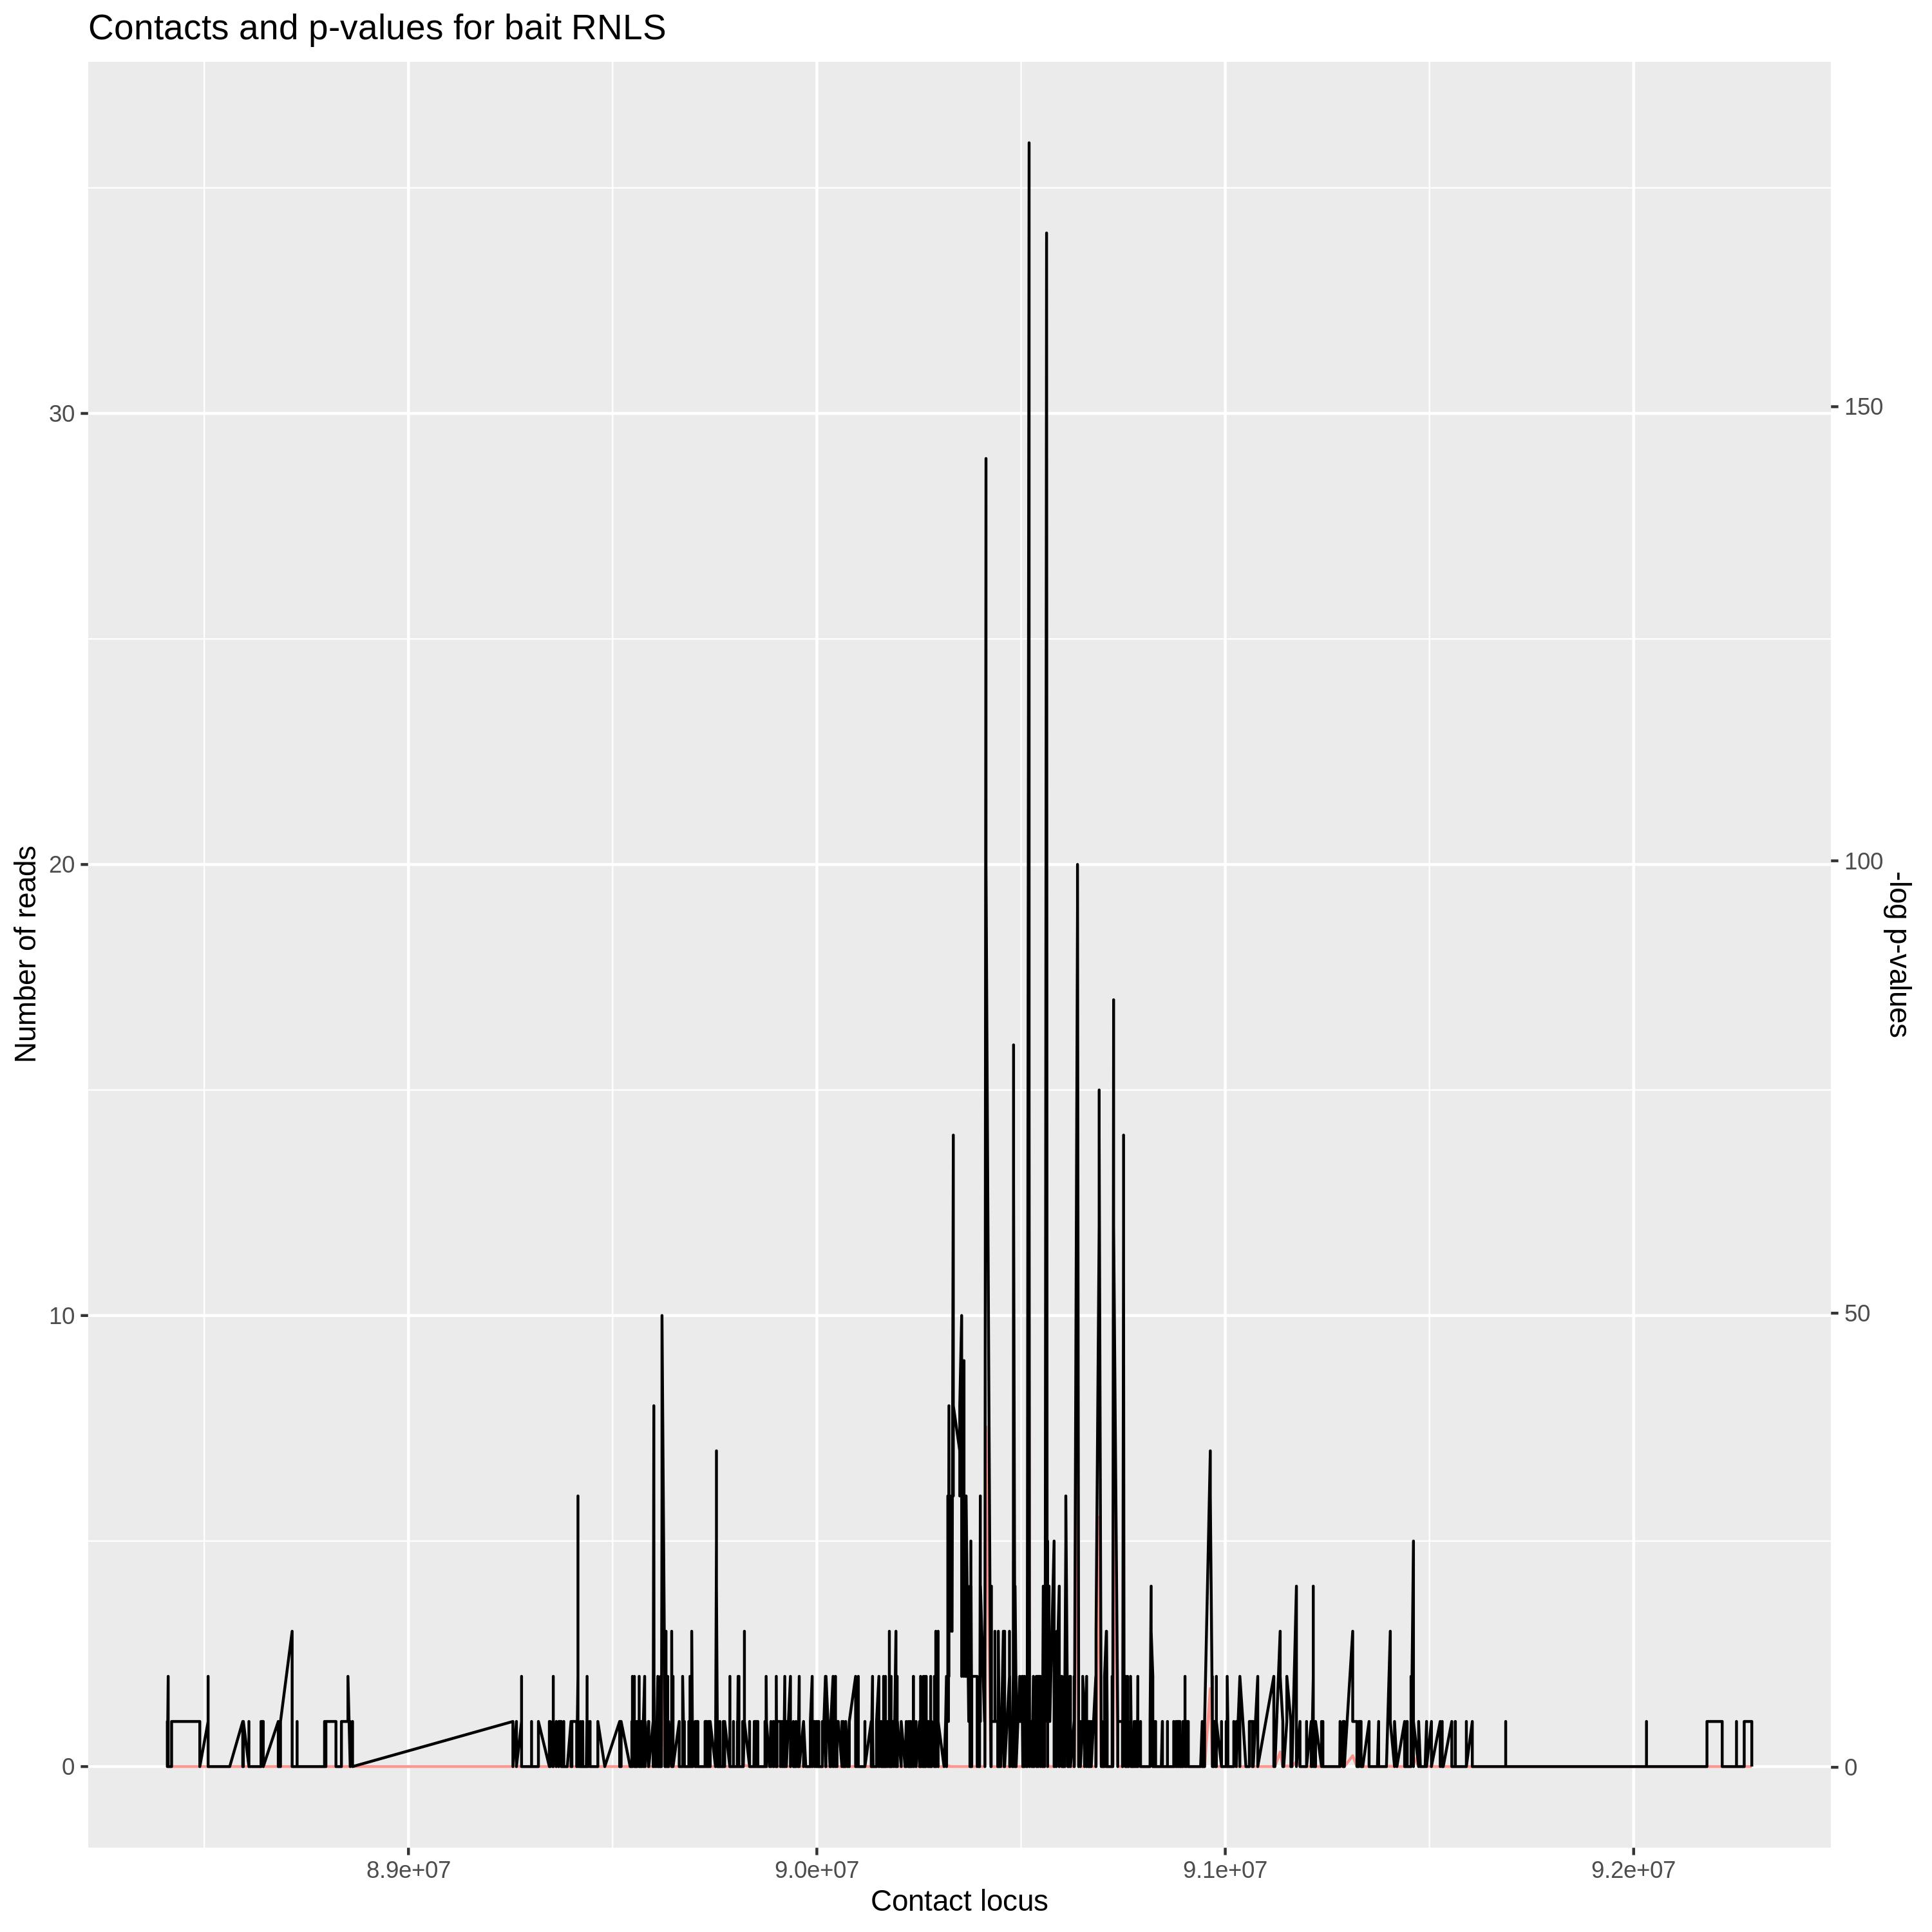 Contacts and p-values for bait RNLS
Number of reads
30
20
10
0
150
100
50
0
-log p-values
8.9e+07 9.0e+07 9.1e+07 9.2e+07
Contact locus